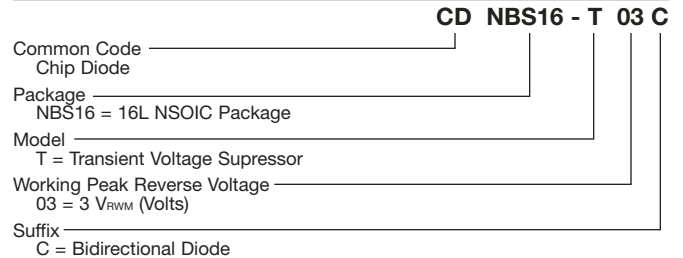 CD NBS16 - T 03 C
Common Code
Chip Diode
Package
NBS16 = 16L NSOIC Package
Model
T = Transient Voltage Supressor
Working Peak Reverse Voltage
03 = 3 VRWM (Volts)
Suffix
C = Bidirectional Diode